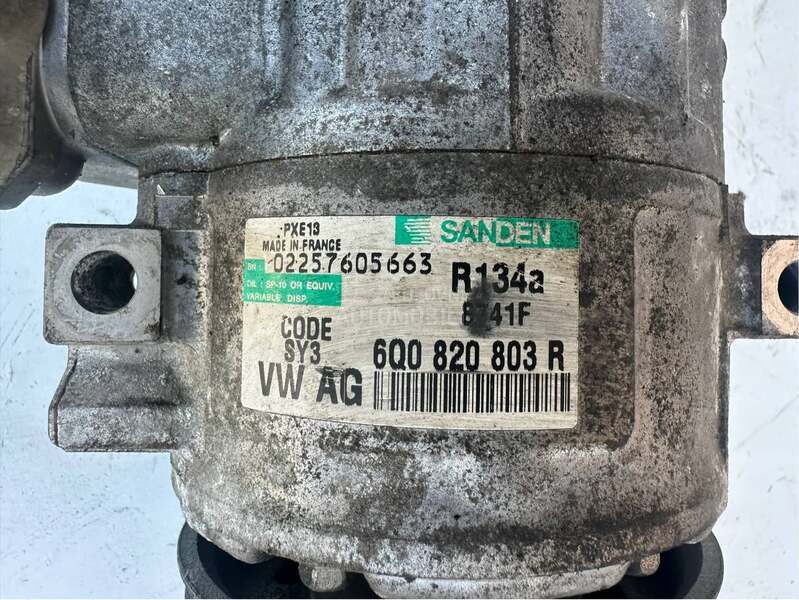 PXE13
MADE IN FRANCE
SANDEN
SN: 02257605663
R134a
OIL: SP-10 OR EQUIV.
VARIABLE DISP.
CODE
SY3
VW AG
6Q0 820 803 R